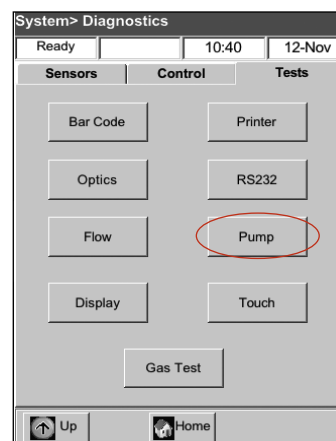 System> Diagnostics
Ready 10:40 12-Nov
Sensors Control Tests
Bar Code Printer
Optics RS232
Flow Pump
Display Touch
Gas Test
Up Home